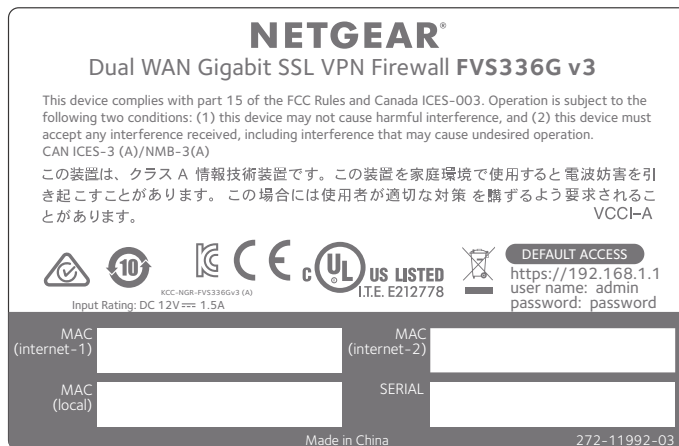 NETGEAR®
Dual WAN Gigabit SSL VPN Firewall FVS336G v3
This device complies with part 15 of the FCC Rules and Canada ICES-003. Operation is subject to the
following two conditions: (1) this device may not cause harmful interference, and (2) this device must
accept any interference received, including interference that may cause undesired operation.
CAN ICES-3 (A)/NMB-3(A)
この装置は、クラス A 情報技術装置です。この装置を家庭環境で使用すると電波妨害を引
き起こすことがあります。 この場合には使用者が適切な対策 を購ずるよう要求されるこ
とがあります。
VCCI-A
10
KCC-NGR-FVS336Gv3 (A)
CE
C UL US LISTED
I.T.E. E212778
Input Rating: DC 12V ⎓ 1.5A
DEFAULT ACCESS
https://192.168.1.1
user name: admin
password: password
MAC
(internet-1)
MAC
(internet-2)
MAC
(local)
SERIAL
Made in China
272-11992-03